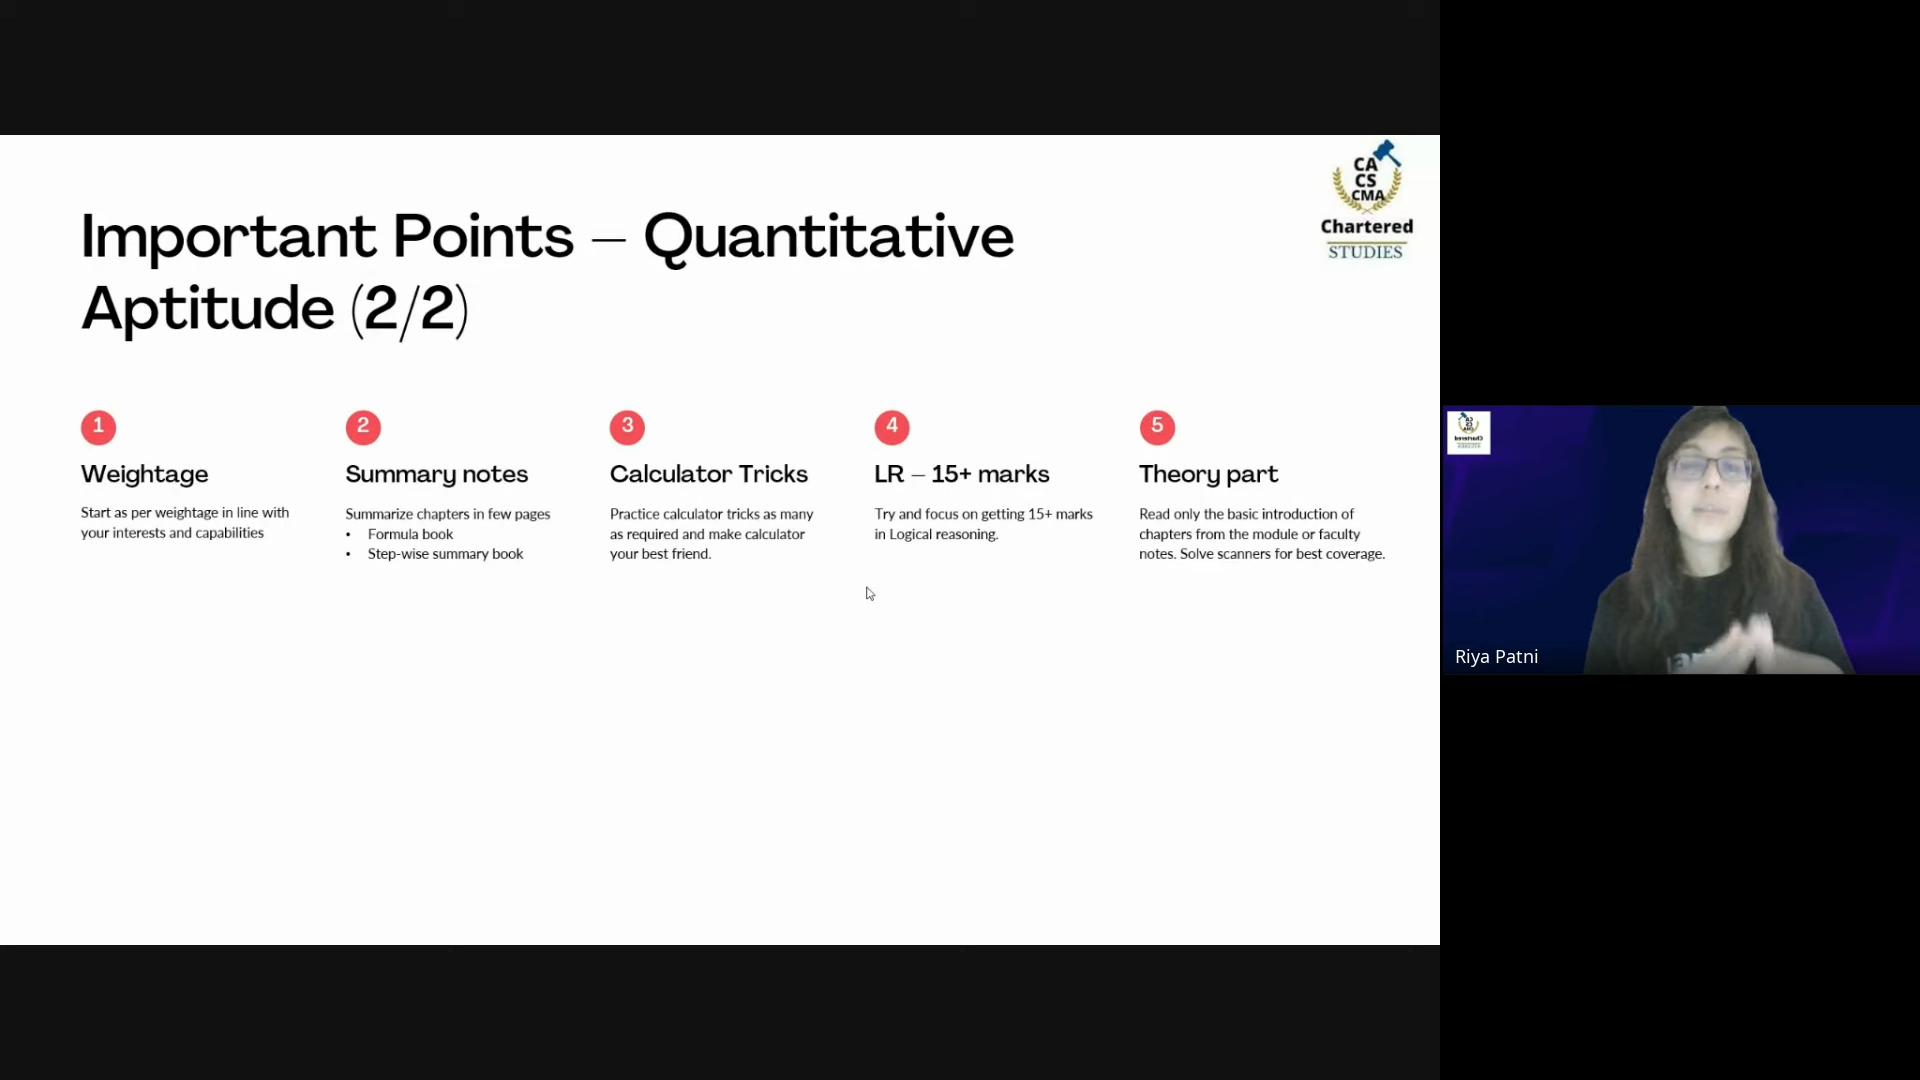 Important Points – Quantitative
Aptitude (2/2)
CA
CS
CMA
Chartered
STUDIES
1
Weightage
Start as per weightage in line with
your interests and capabilities
2
Summary notes
Summarize chapters in few pages
• Formula book
• Step-wise summary book
3
Calculator Tricks
Practice calculator tricks as many
as required and make calculator
your best friend.
4
LR – 15+ marks
Try and focus on getting 15+ marks
in Logical reasoning.
5
Theory part
Read only the basic introduction of
chapters from the module or faculty
notes. Solve scanners for best coverage.
Riya Patni